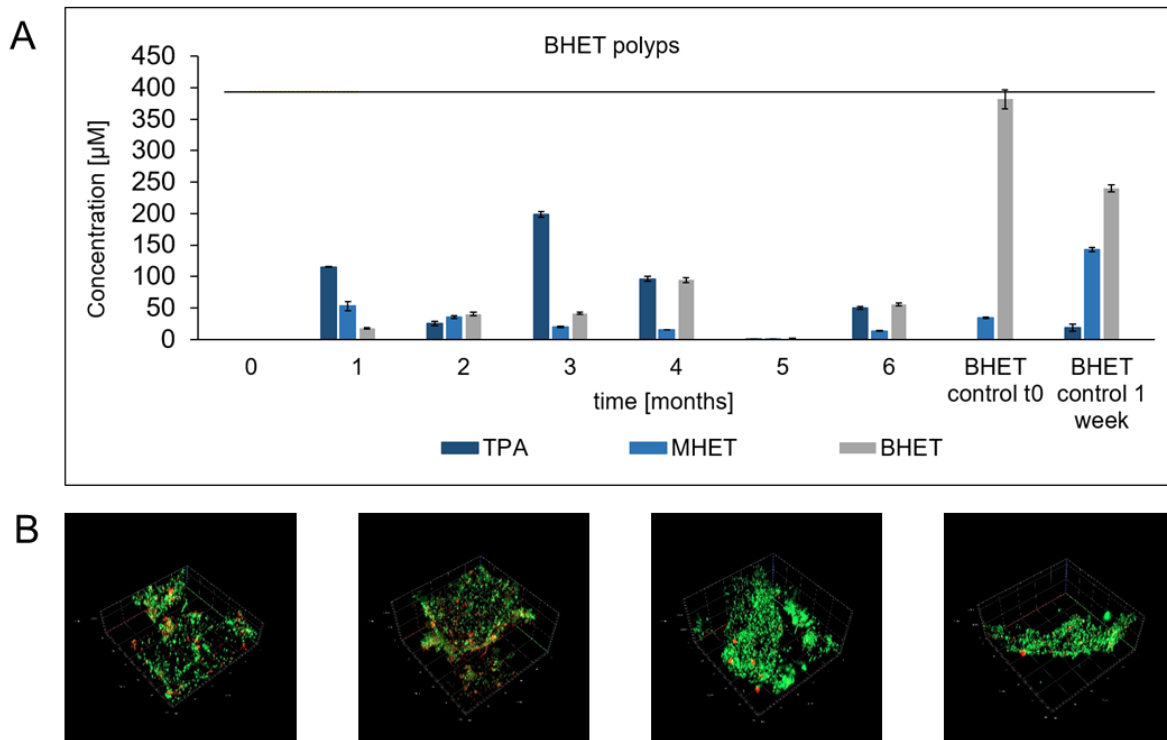 A
BHET polyps
450
400
350
300
250
200
150
100
50
0
Concentration [µM]
0 1 2 3 4 5 6 BHET control t0 BHET control 1 week
time [months]
TPA MHET BHET
B